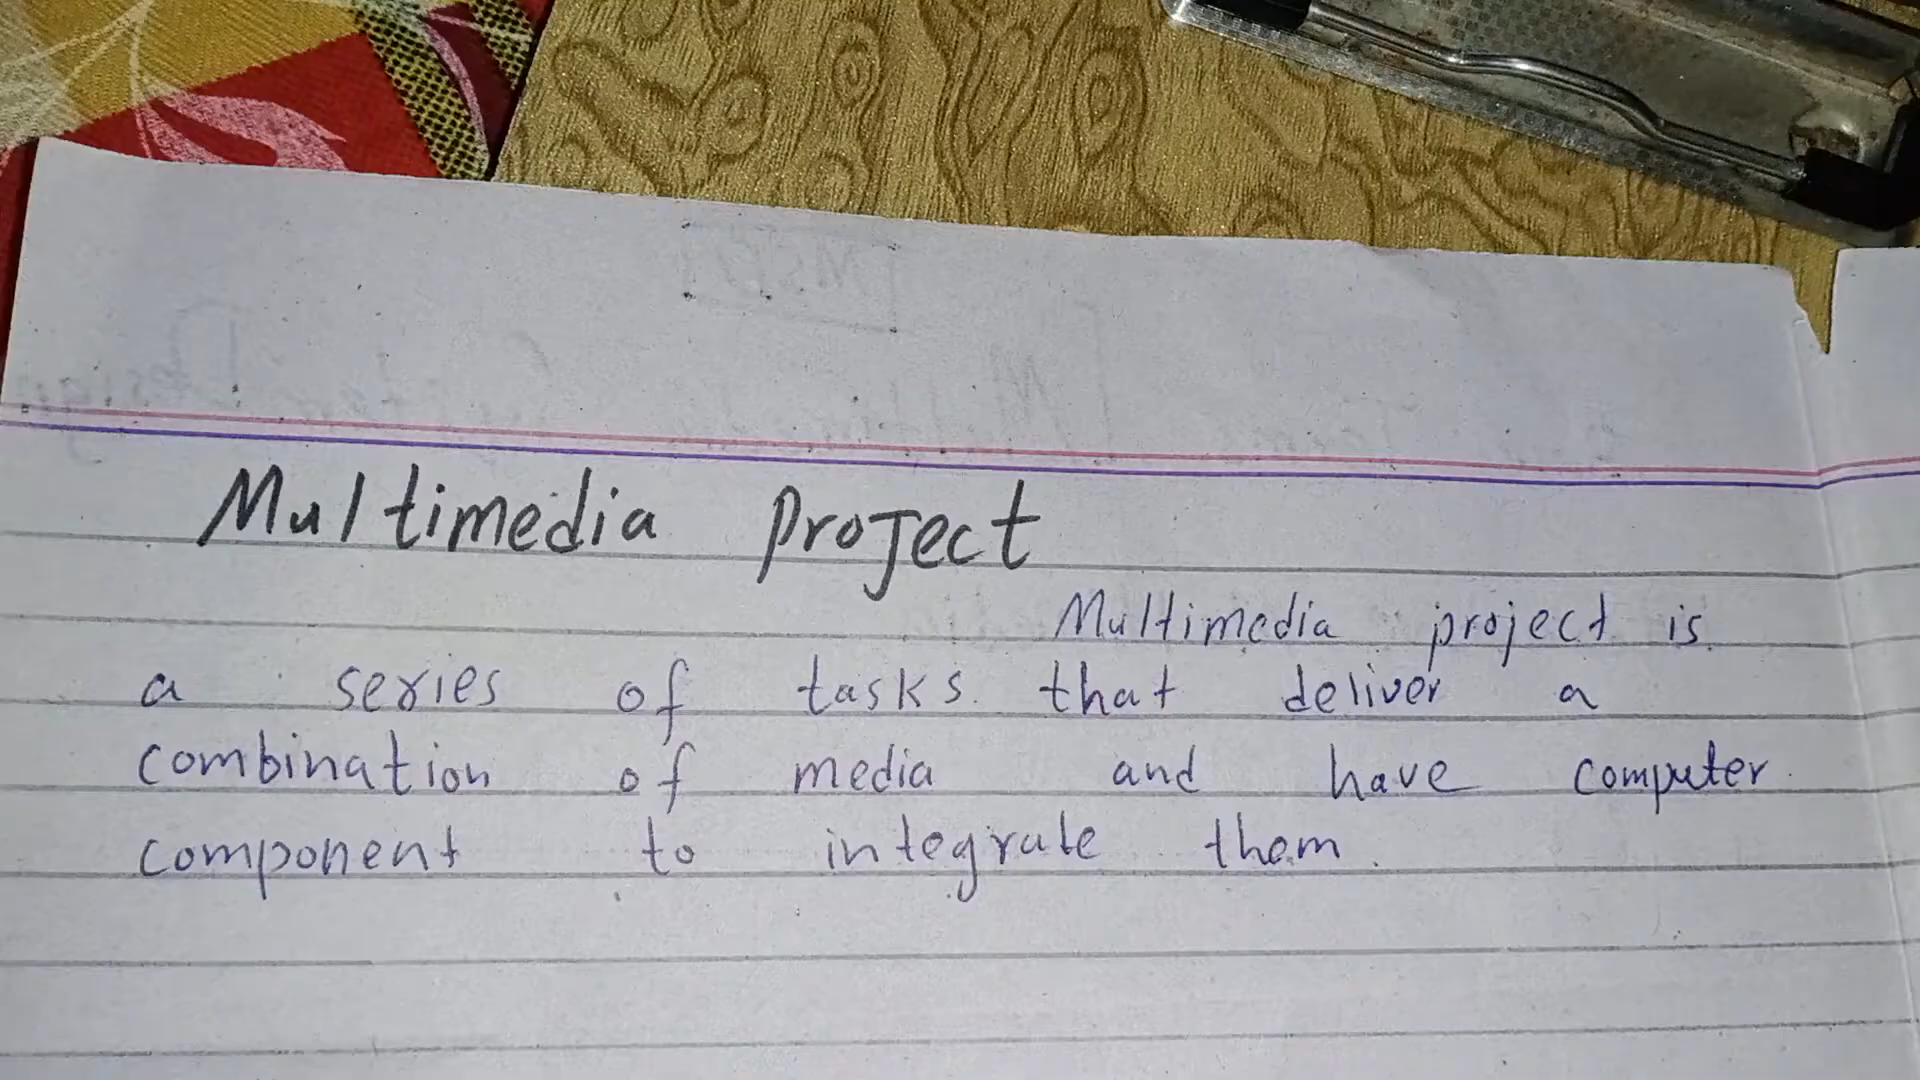 Multimedia ProJect
Multimedia project is
a series of tasks that deliver a
combination of media and have computer
component to integrate them.